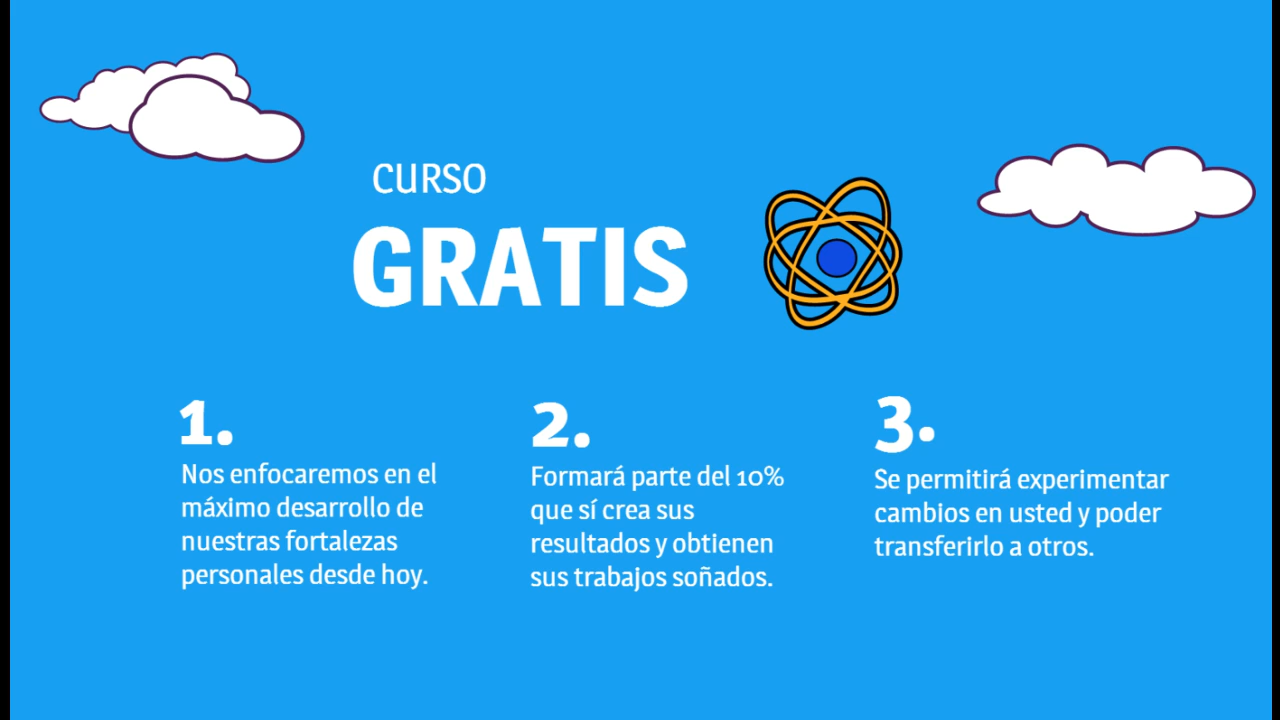 CURSO
GRATIS
1.
Nos enfocaremos en el
máximo desarrollo de
nuestras fortalezas
personales desde hoy.
2.
Formará parte del 10%
que sí crea sus
resultados y obtienen
sus trabajos soñados.
3.
Se permitirá experimentar
cambios en usted y poder
transferirlo a otros.